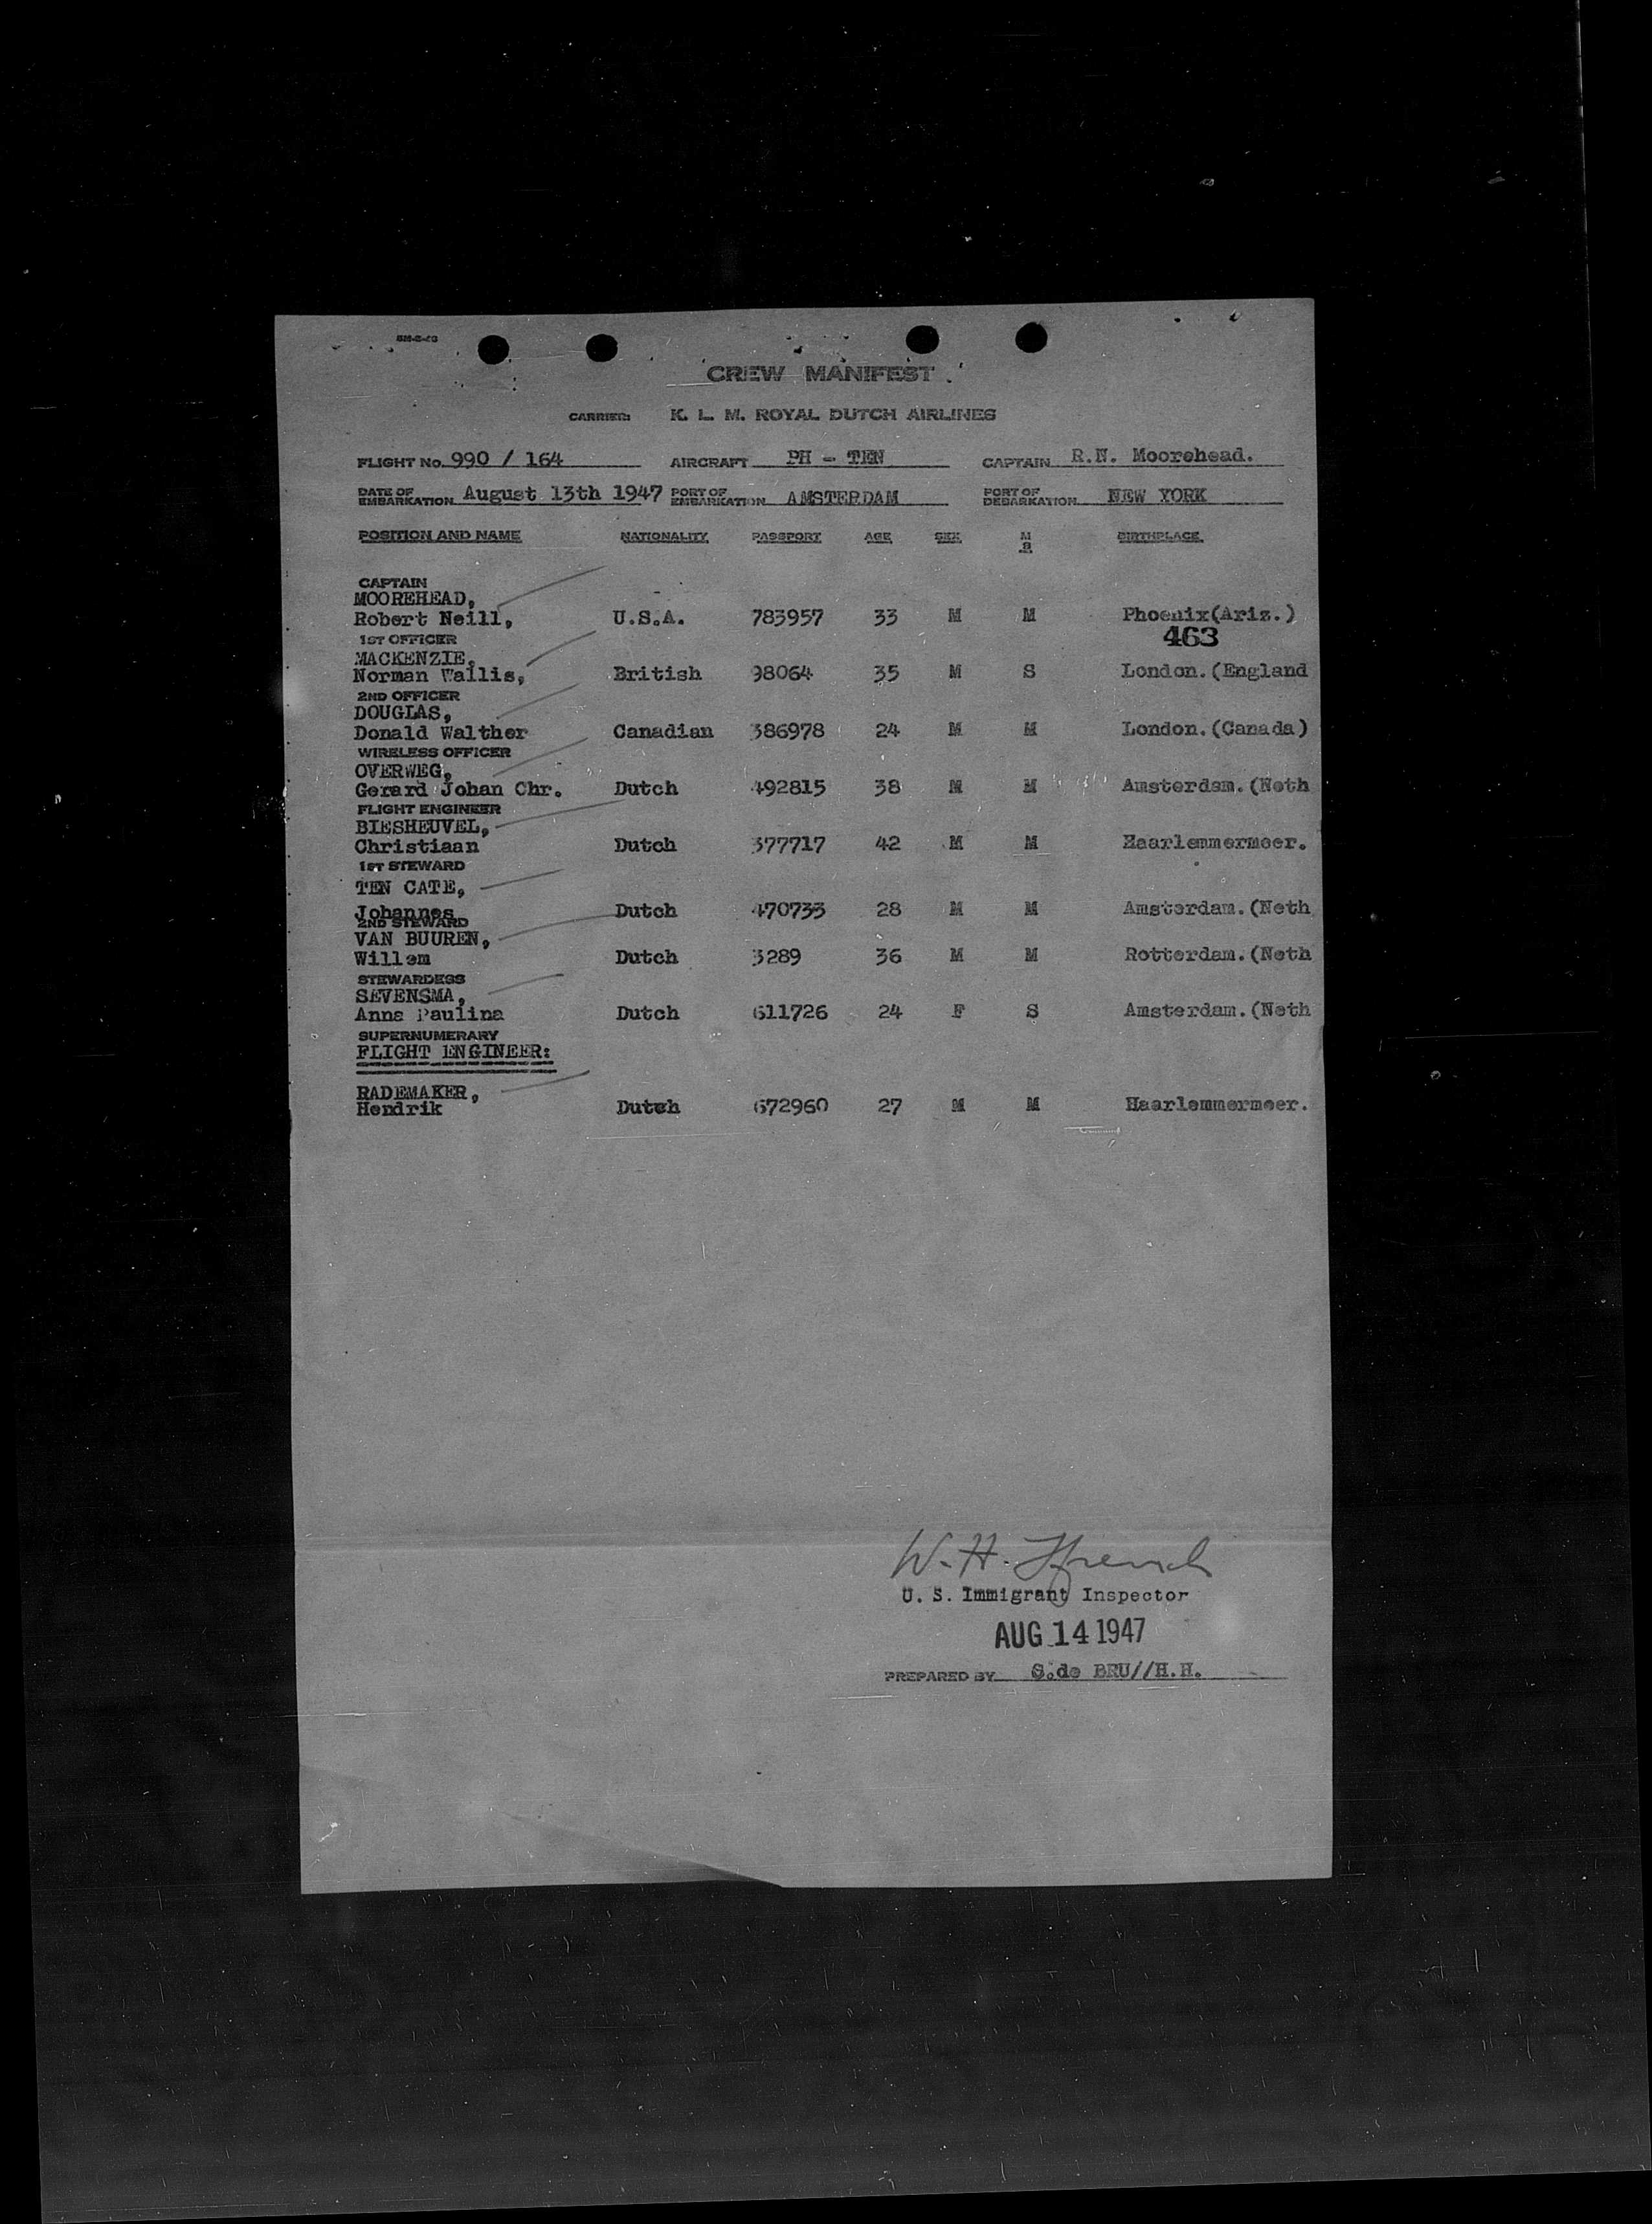 CREW MANIFEST
CARRIER: K. L. M. ROYAL DUTCH AIRLINES
FLIGHT No. 990 / 164 AIRCRAFT PH - TEN CAPTAIN R.N. Moorehead.
DATE OF EMBARKATION August 13th 1947 PORT OF EMBARKATION AMSTERDAM PORT OF DEBARKATION NEW YORK
POSITION AND NAME NATIONALITY PASSPORT AGE SEX M S BIRTHPLACE
CAPTAIN
MOOREHEAD,
Robert Neill, U.S.A. 783957 33 M M Phoenix(Ariz.)
1ST OFFICER 463
MACKENZIE,
Norman Wallis, British 98064 35 M S London.(England
2ND OFFICER
DOUGLAS,
Donald Walther Canadian 386978 24 M M London.(Canada)
WIRELESS OFFICER
OVERWEG,
Gerard Johan Chr. Dutch 492815 38 M M Amsterdam.(Neth
FLIGHT ENGINEER
BIESHEUVEL,
Christiaan Dutch 377717 42 M M Haarlemmermeer.
1ST STEWARD
TEN CATE,
Johannes Dutch 470733 28 M M Amsterdam.(Neth
2ND STEWARD
VAN BUUREN,
Willem Dutch 3289 36 M M Rotterdam.(Neth
STEWARDESS
SEVENSMA,
Anna Paulina Dutch 611726 24 F S Amsterdam.(Neth
SUPERNUMERARY
FLIGHT ENGINEER:
RADEMAKER,
Hendrik Dutch 672960 27 M M Haarlemmermeer.
W. H. Ffrench
U. S. Immigrant Inspector
AUG 14 1947
PREPARED BY S.de BRU//H.H.